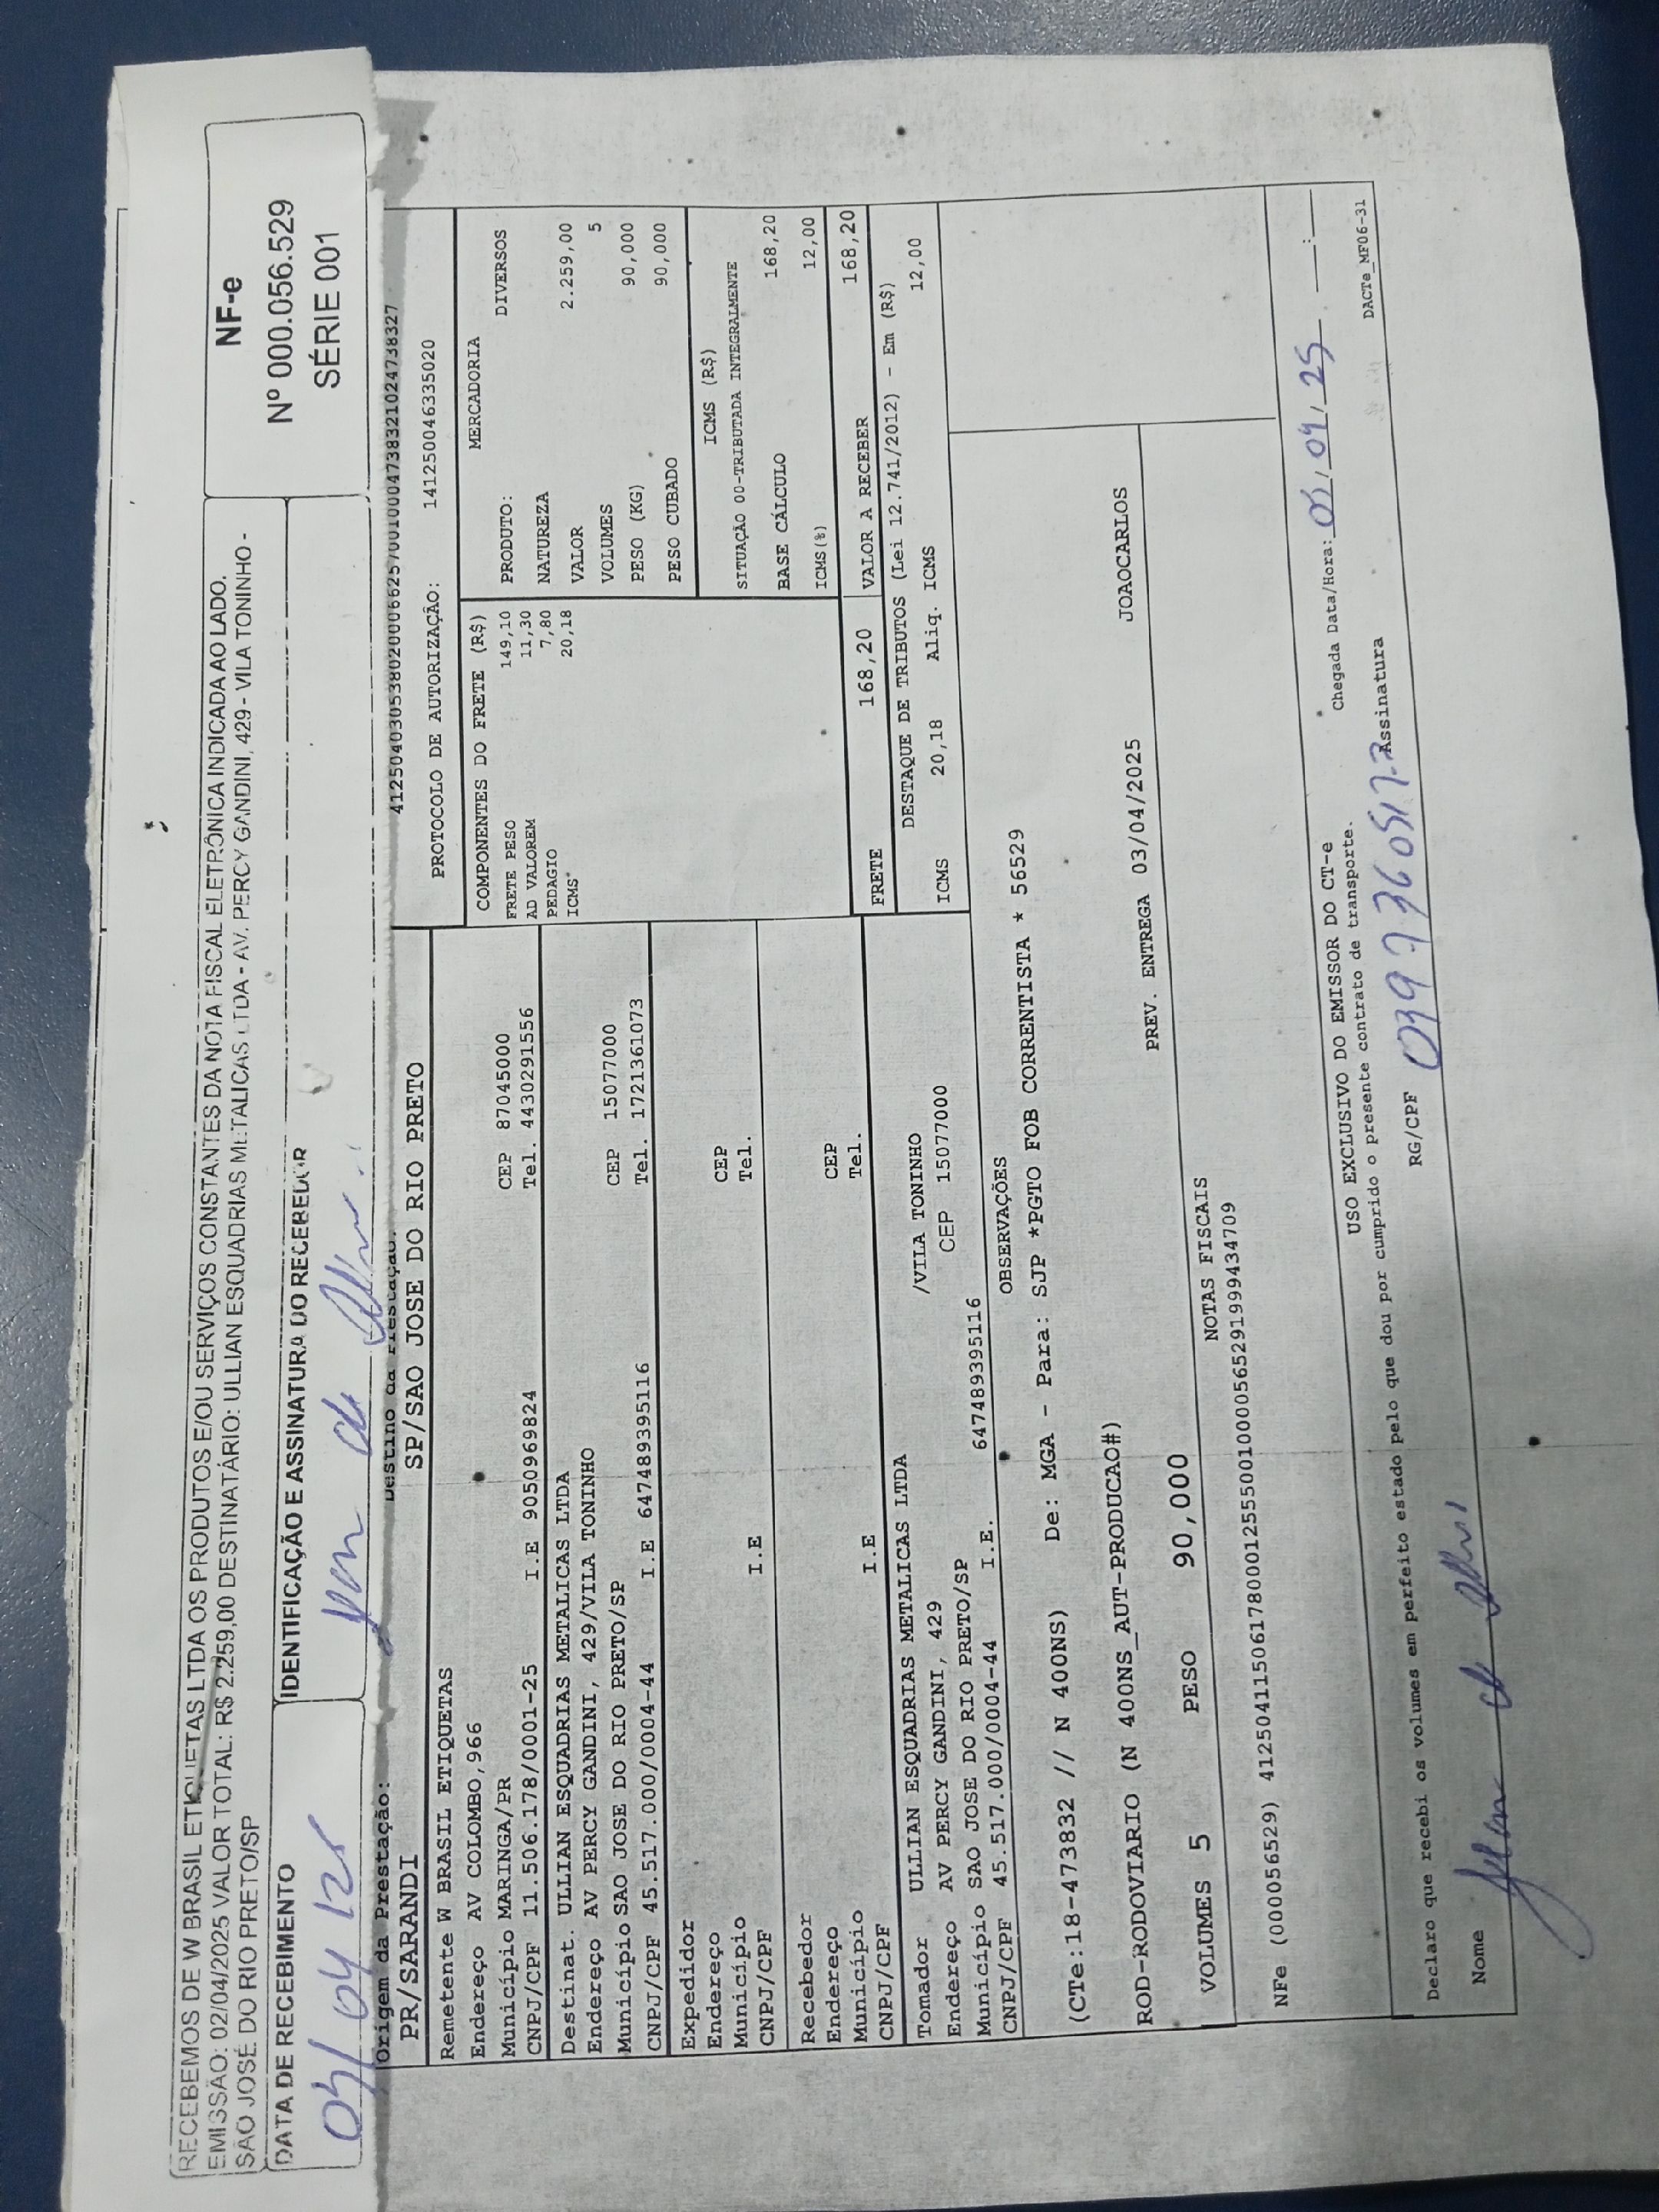 RECEBEMOS DE W BRASIL ETIQUETAS LTDA OS PRODUTOS E/OU SERVIÇOS CONSTANTES DA NOTA FISCAL ELETRÔNICA INDICADA AO LADO.
EMISSÃO: 02/04/2025 VALOR TOTAL: R$ 2.259,00 DESTINATÁRIO: ULLIAN ESQUADRIAS METALICAS LTDA - AV. PERCY GANDINI, 429 - VILA TONINHO -
SÃO JOSÉ DO RIO PRETO/SP
NF-e
Nº 000.056.529
SÉRIE 001
DATA DE RECEBIMENTO
IDENTIFICAÇÃO E ASSINATURA DO RECEBEDOR
Origem da Prestação:
Destino da Prestação:
PR/SARANDI
SP/SAO JOSE DO RIO PRETO
PROTOCOLO DE AUTORIZAÇÃO: 141250046335020
Remetente W BRASIL ETIQUETAS
Endereço AV COLOMBO,966
Município MARINGA/PR CEP 87045000
CNPJ/CPF 11.506.178/0001-25 I.E 9050969824 Tel. 4430291556
Destinat. ULLIAN ESQUADRIAS METALICAS LTDA
Endereço AV PERCY GANDINI, 429/VILA TONINHO
Município SAO JOSE DO RIO PRETO/SP CEP 15077000
CNPJ/CPF 45.517.000/0004-44 I.E 647489395116 Tel. 1721361073
Expedidor
Endereço
Município CEP
CNPJ/CPF I.E Tel.
Recebedor
Endereço
Município CEP
CNPJ/CPF I.E Tel.
Tomador ULLIAN ESQUADRIAS METALICAS LTDA
Endereço AV PERCY GANDINI, 429 /VILA TONINHO
Município SAO JOSE DO RIO PRETO/SP CEP 15077000
CNPJ/CPF 45.517.000/0004-44 I.E. 647489395116
COMPONENTES DO FRETE (R$)
FRETE PESO 149,10
AD VALOREM 11,30
PEDAGIO 7,80
ICMS* 20,18
MERCADORIA
PRODUTO: DIVERSOS
NATUREZA
VALOR 2.259,00
VOLUMES 5
PESO (KG) 90,000
PESO CUBADO 90,000
ICMS (R$)
SITUAÇÃO 00-TRIBUTADA INTEGRALMENTE
BASE CÁLCULO 168,20
ICMS(%) 12,00
FRETE 168,20 VALOR A RECEBER 168,20
DESTAQUE DE TRIBUTOS (Lei 12.741/2012) - Em (R$)
ICMS 20,18 Aliq. ICMS 12,00
OBSERVAÇÕES
(CTe:18-473832 // N 400NS) De: MGA - Para: SJP *PGTO FOB CORRENTISTA * 56529
ROD-RODOVIARIO (N 400NS_AUT-PRODUCAO#) PREV. ENTREGA 03/04/2025 JOAOCARLOS
VOLUMES 5 PESO 90,000
NOTAS FISCAIS
NFe (000056529) 41250411506178000125550010000565291999434709
USO EXCLUSIVO DO EMISSOR DO CT-e
Chegada Data/Hora: 03/04/25 :
Declaro que recebi os volumes em perfeito estado pelo que dou por cumprido o presente contrato de transporte.
Nome RG/CPF Assinatura
DACTe_MF06-31